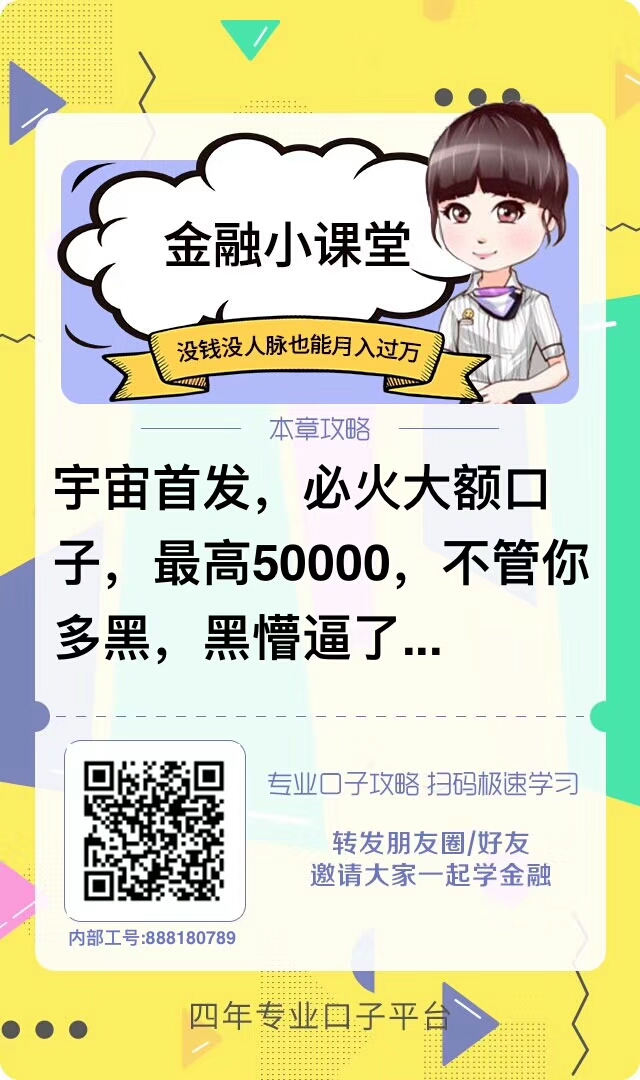 金融小课堂
没钱没人脉也能月入过万
本章攻略
宇宙首发，必火大额口
子，最高50000，不管你
多黑，黑懵逼了...
专业口子攻略 扫码极速学习
转发朋友圈/好友
邀请大家一起学金融
内部工号:888180789
四年专业口子平台